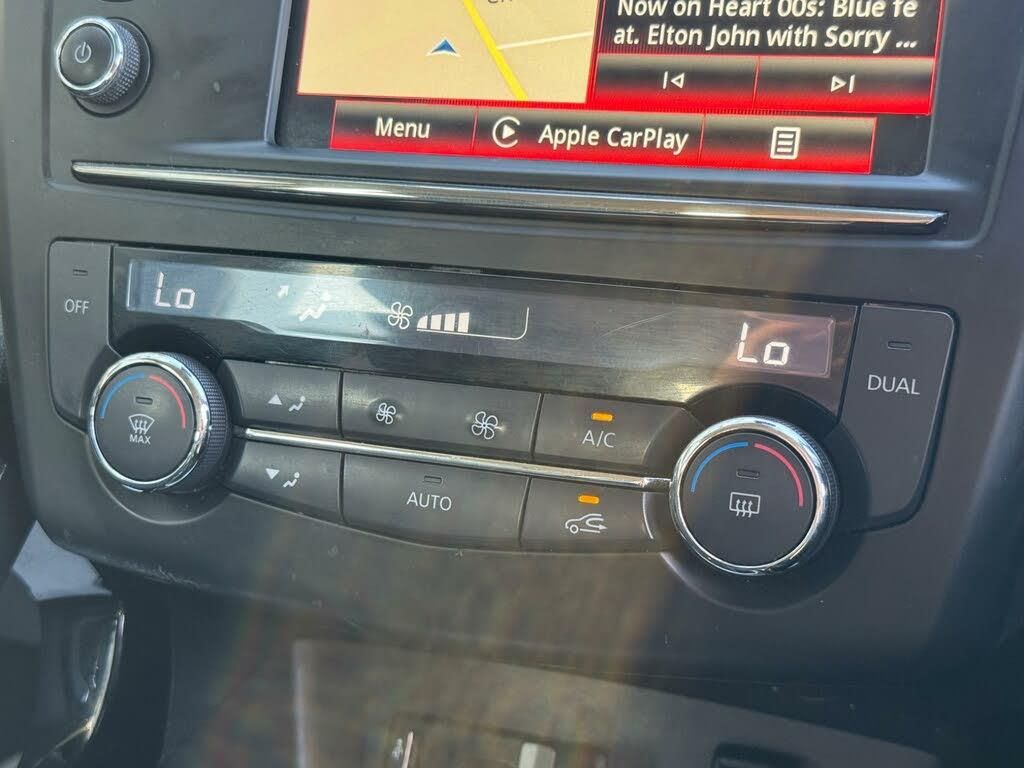 Now on Heart 00s: Blue fe
at. Elton John with Sorry ...
Menu
Apple CarPlay
OFF
Lo
Lo
DUAL
MAX
A/C
AUTO